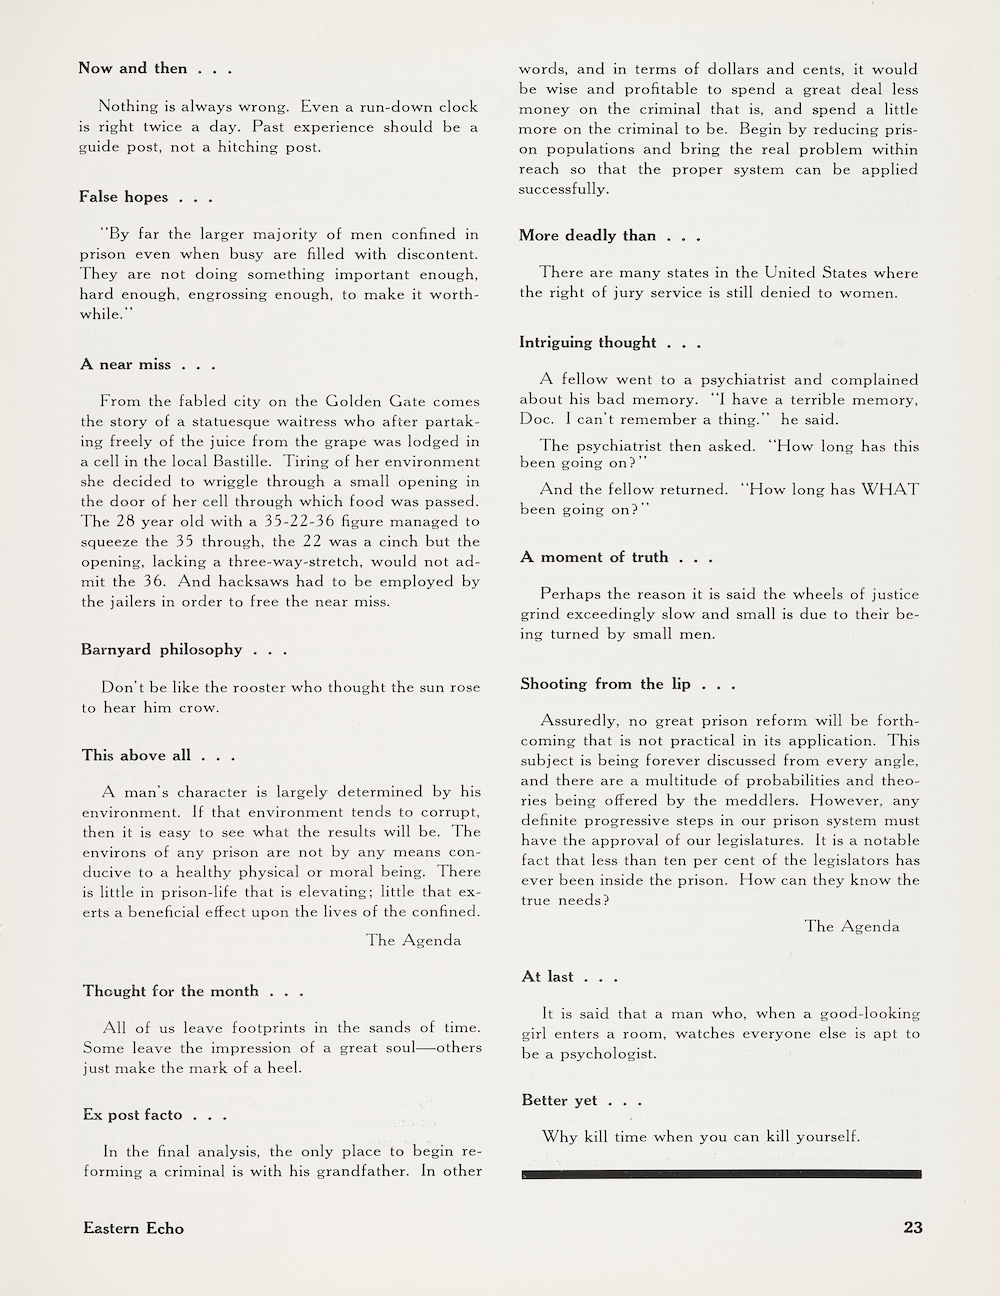 Now and then . . .
Nothing is always wrong. Even a run-down clock
is right twice a day. Past experience should be a
guide post, not a hitching post.
False hopes . . .
"By far the larger majority of men confined in
prison even when busy are filled with discontent.
They are not doing something important enough,
hard enough, engrossing enough, to make it worth-
while."
A near miss . . .
From the fabled city on the Golden Gate comes
the story of a statuesque waitress who after partak-
ing freely of the juice from the grape was lodged in
a cell in the local Bastille. Tiring of her environment
she decided to wriggle through a small opening in
the door of her cell through which food was passed.
The 28 year old with a 35-22-36 figure managed to
squeeze the 35 through, the 22 was a cinch but the
opening, lacking a three-way-stretch, would not ad-
mit the 36. And hacksaws had to be employed by
the jailers in order to free the near miss.
Barnyard philosophy . . .
Don't be like the rooster who thought the sun rose
to hear him crow.
This above all . . .
A man's character is largely determined by his
environment. If that environment tends to corrupt,
then it is easy to see what the results will be. The
environs of any prison are not by any means con-
ducive to a healthy physical or moral being. There
is little in prison-life that is elevating; little that ex-
erts a beneficial effect upon the lives of the confined.
The Agenda
Thought for the month . . .
All of us leave footprints in the sands of time.
Some leave the impression of a great soul—others
just make the mark of a heel.
Ex post facto . . .
In the final analysis, the only place to begin re-
forming a criminal is with his grandfather. In other
words, and in terms of dollars and cents, it would
be wise and profitable to spend a great deal less
money on the criminal that is, and spend a little
more on the criminal to be. Begin by reducing pris-
on populations and bring the real problem within
reach so that the proper system can be applied
successfully.
More deadly than . . .
There are many states in the United States where
the right of jury service is still denied to women.
Intriguing thought . . .
A fellow went to a psychiatrist and complained
about his bad memory. "I have a terrible memory,
Doc. I can't remember a thing." he said.
The psychiatrist then asked. "How long has this
been going on?"
And the fellow returned. "How long has WHAT
been going on?"
A moment of truth . . .
Perhaps the reason it is said the wheels of justice
grind exceedingly slow and small is due to their be-
ing turned by small men.
Shooting from the lip . . .
Assuredly, no great prison reform will be forth-
coming that is not practical in its application. This
subject is being forever discussed from every angle,
and there are a multitude of probabilities and theo-
ries being offered by the meddlers. However, any
definite progressive steps in our prison system must
have the approval of our legislatures. It is a notable
fact that less than ten per cent of the legislators has
ever been inside the prison. How can they know the
true needs?
The Agenda
At last . . .
It is said that a man who, when a good-looking
girl enters a room, watches everyone else is apt to
be a psychologist.
Better yet . . .
Why kill time when you can kill yourself.
Eastern Echo
23